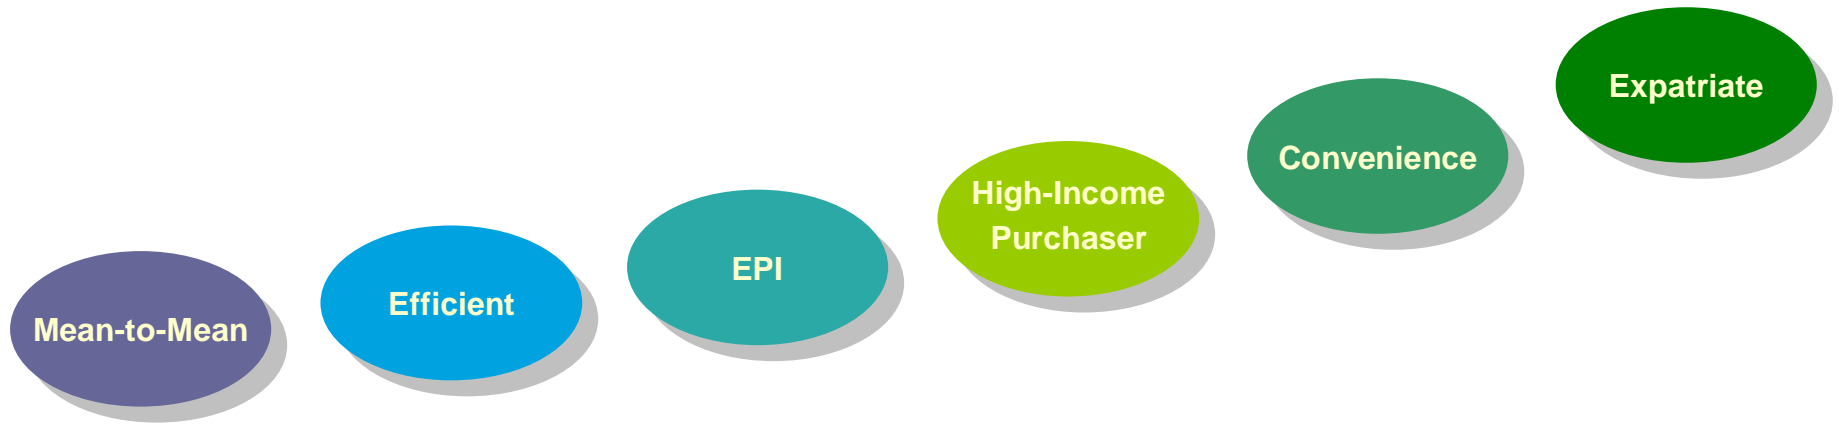 Mean-to-Mean
Efficient
EPI
High-Income
Purchaser
Convenience
Expatriate